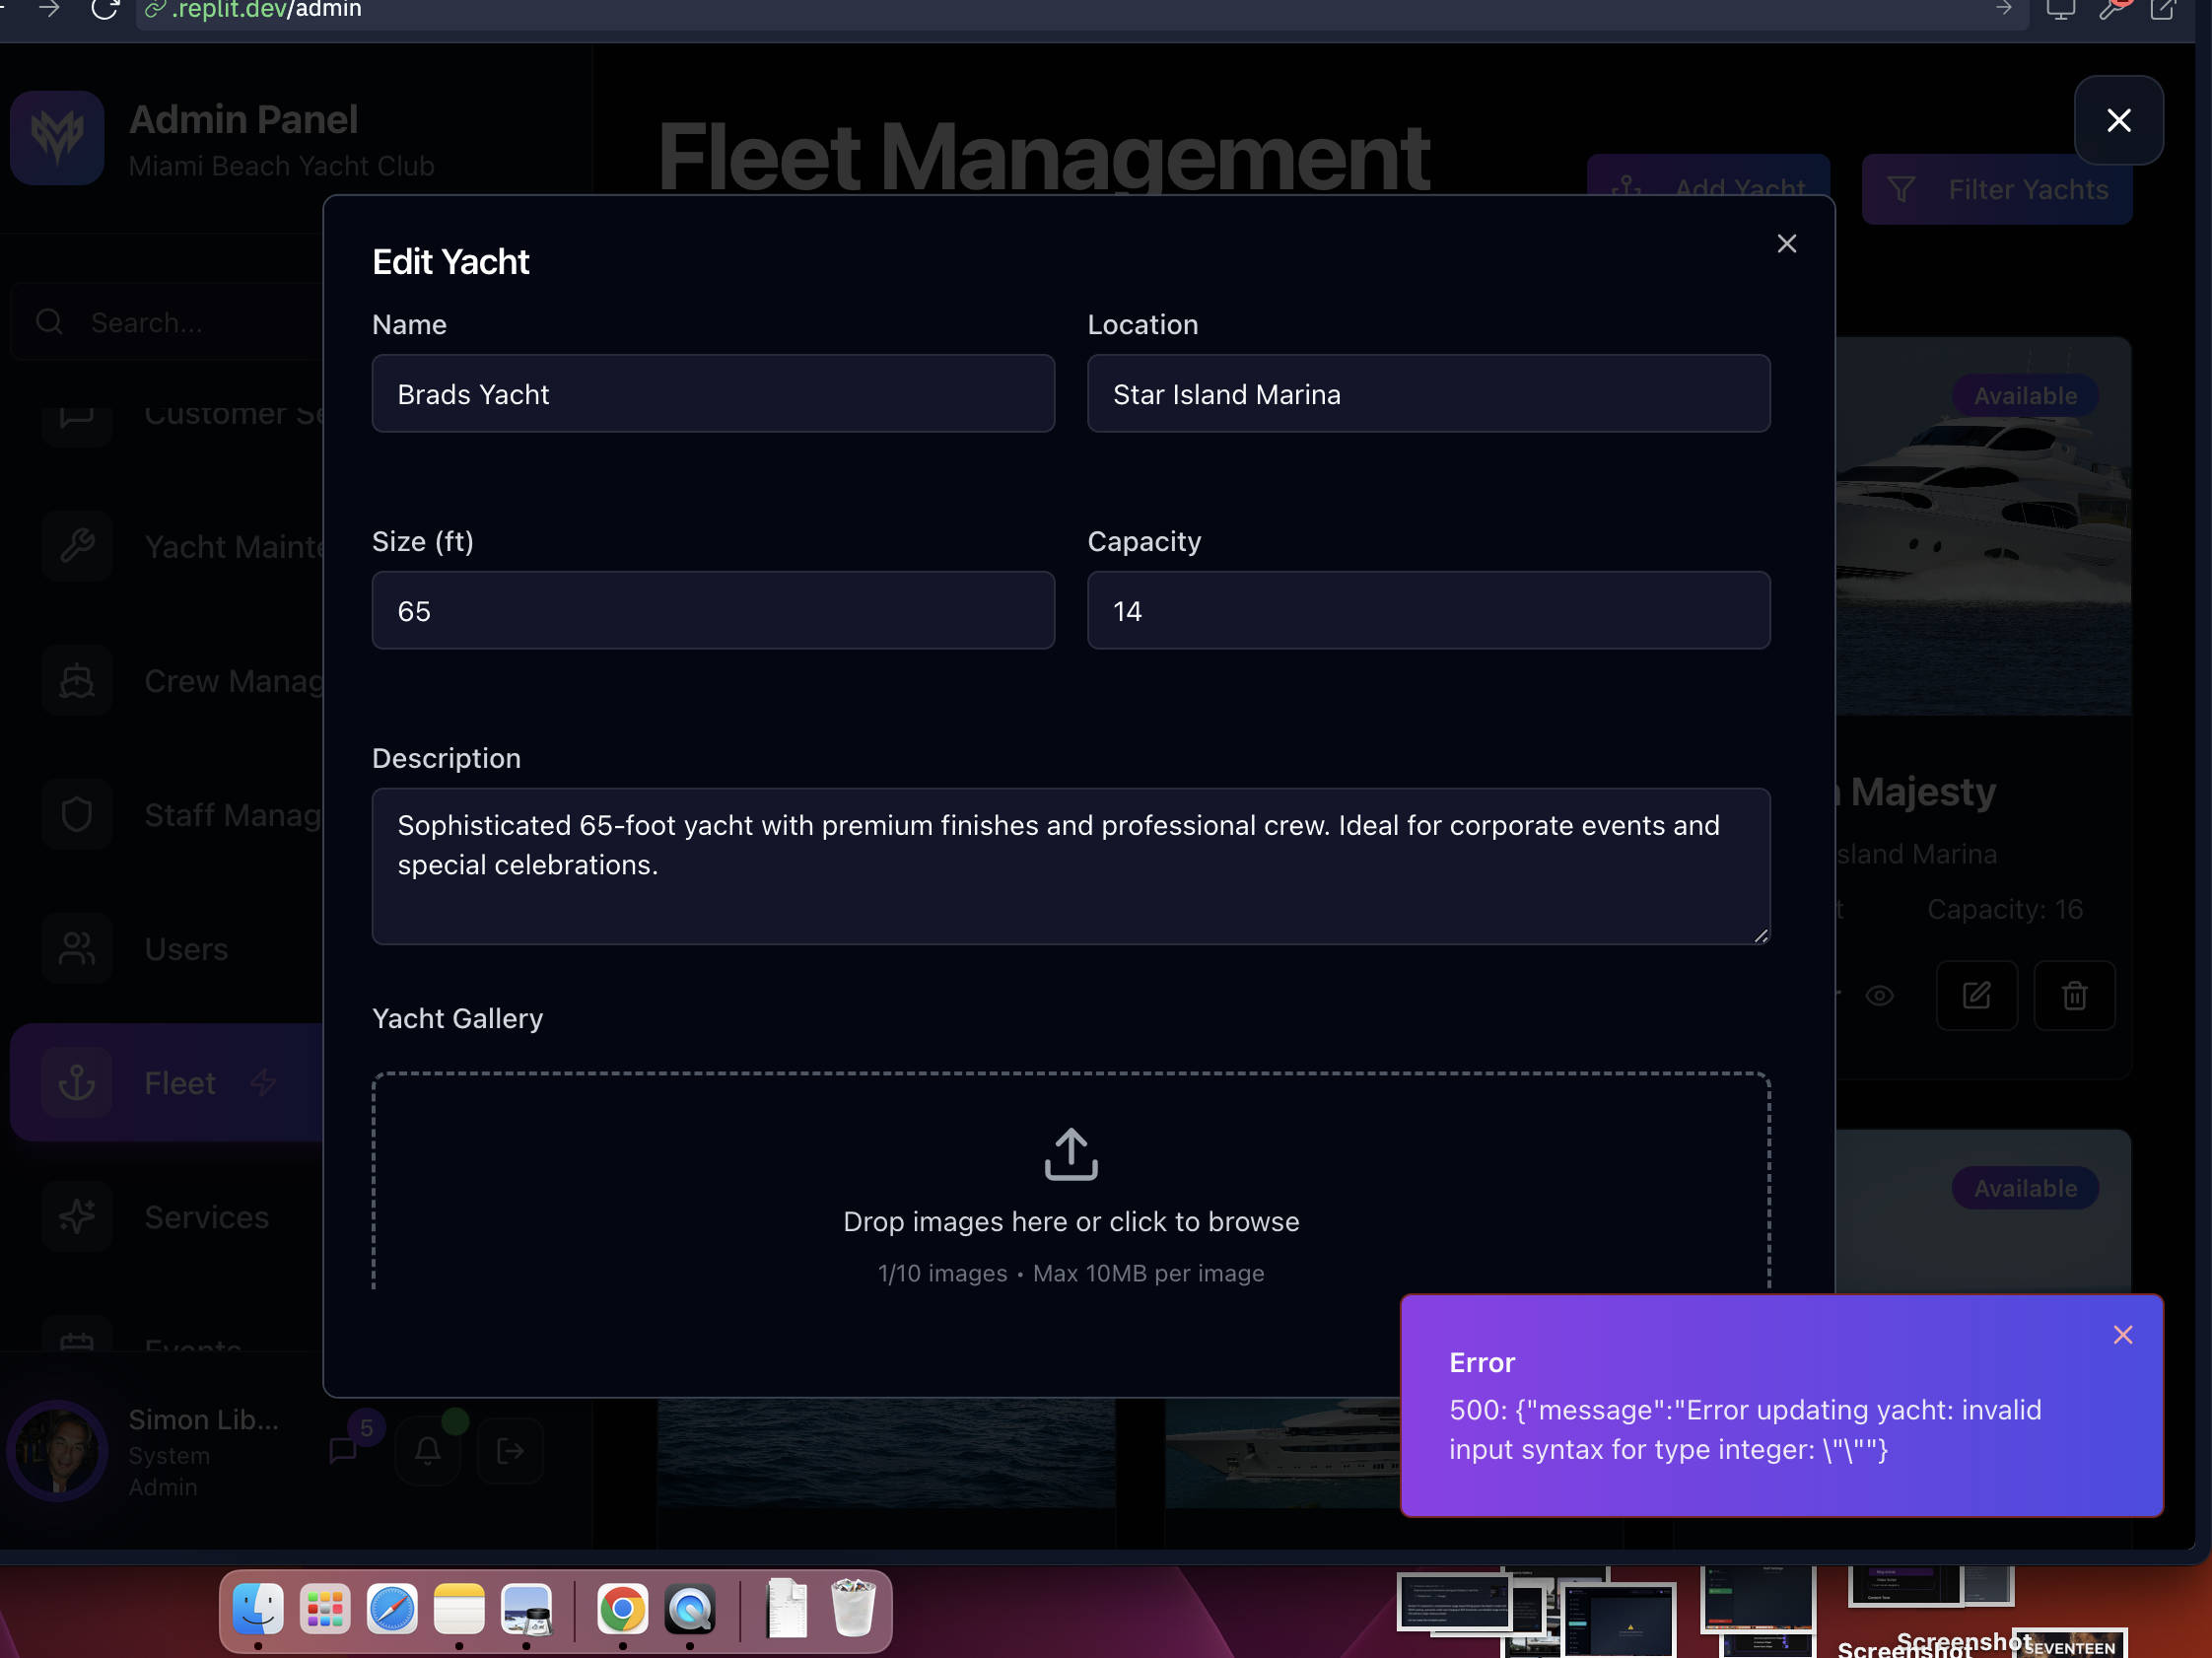 .replit.dev/admin
Admin Panel
Miami Beach Yacht Club
Fleet Management
Add Yacht
Filter Yachts
Search...
Customer Se
Yacht Mainte
Crew Manag
Staff Manag
Users
Fleet
Services
Events
Simon Lib...
System
Admin
5
Edit Yacht
Name
Location
Brads Yacht
Star Island Marina
Size (ft)
Capacity
65
14
Description
Sophisticated 65-foot yacht with premium finishes and professional crew. Ideal for corporate events and
special celebrations.
Yacht Gallery
Drop images here or click to browse
1/10 images • Max 10MB per image
Available
Majesty
sland Marina
Capacity: 16
Available
Error
500: {"message":"Error updating yacht: invalid
input syntax for type integer: \"\""}
Screenshot
Screenshot
SEVENTEEN